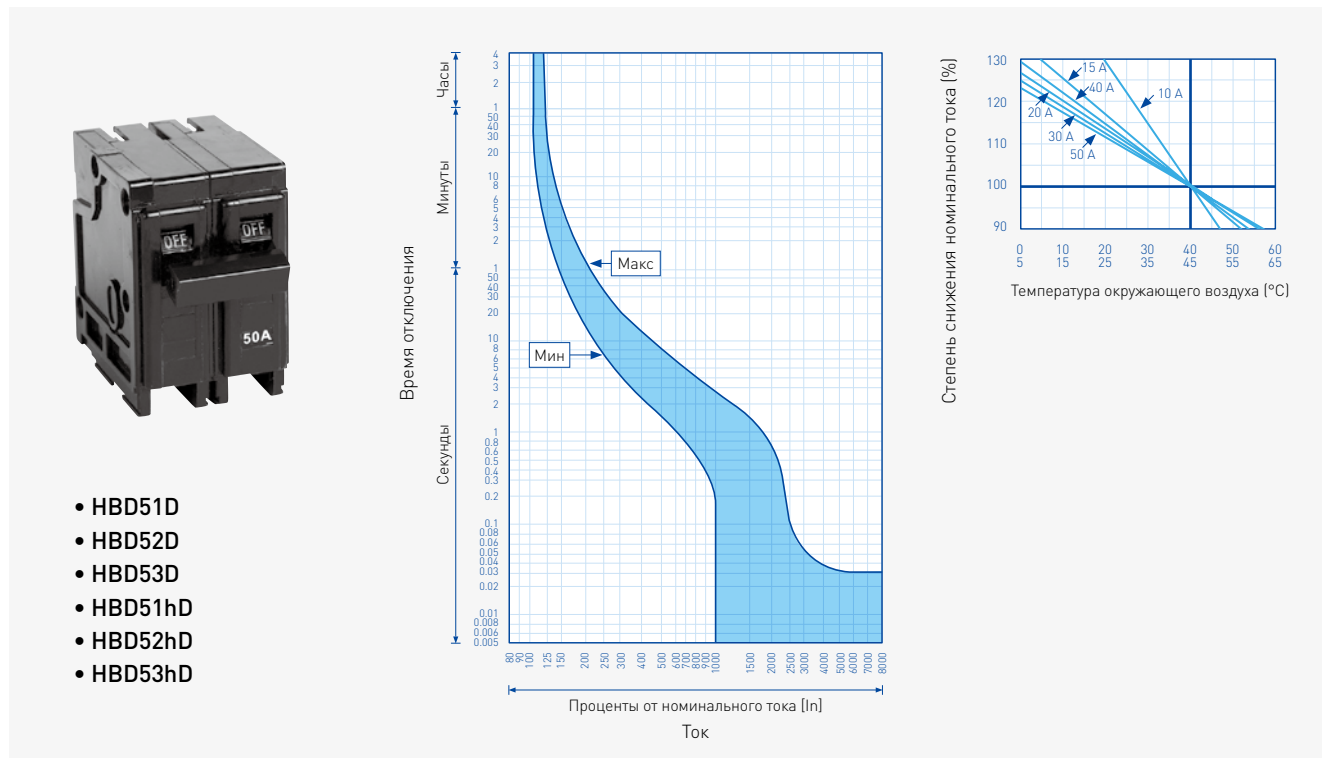 OFF
OFF
50A
• HBD51D
• HBD52D
• HBD53D
• HBD51hD
• HBD52hD
• HBD53hD
Время отключения
Часы
Минуты
Секунды
4
3
2
1
50
40
30
20
10
8
6
5
4
3
2
1
50
40
30
20
10
8
6
5
4
3
2
1
0.8
0.6
0.5
0.4
0.3
0.2
0.1
0.08
0.06
0.05
0.04
0.03
0.02
0.01
0.008
0.006
0.005
Макс
Мин
80 90 100 125 150 200 250 300 400 500 600 700 800 900 1000 1500 2000 2500 3000 4000 5000 6000 7000 8000
Проценты от номинального тока [In]
Ток
Степень снижения номинального тока (%)
130
120
110
100
90
15 A
40 A
10 A
20 A
30 A
50 A
0 10 20 30 40 50 60
5 15 25 35 45 55 65
Температура окружающего воздуха (°C)